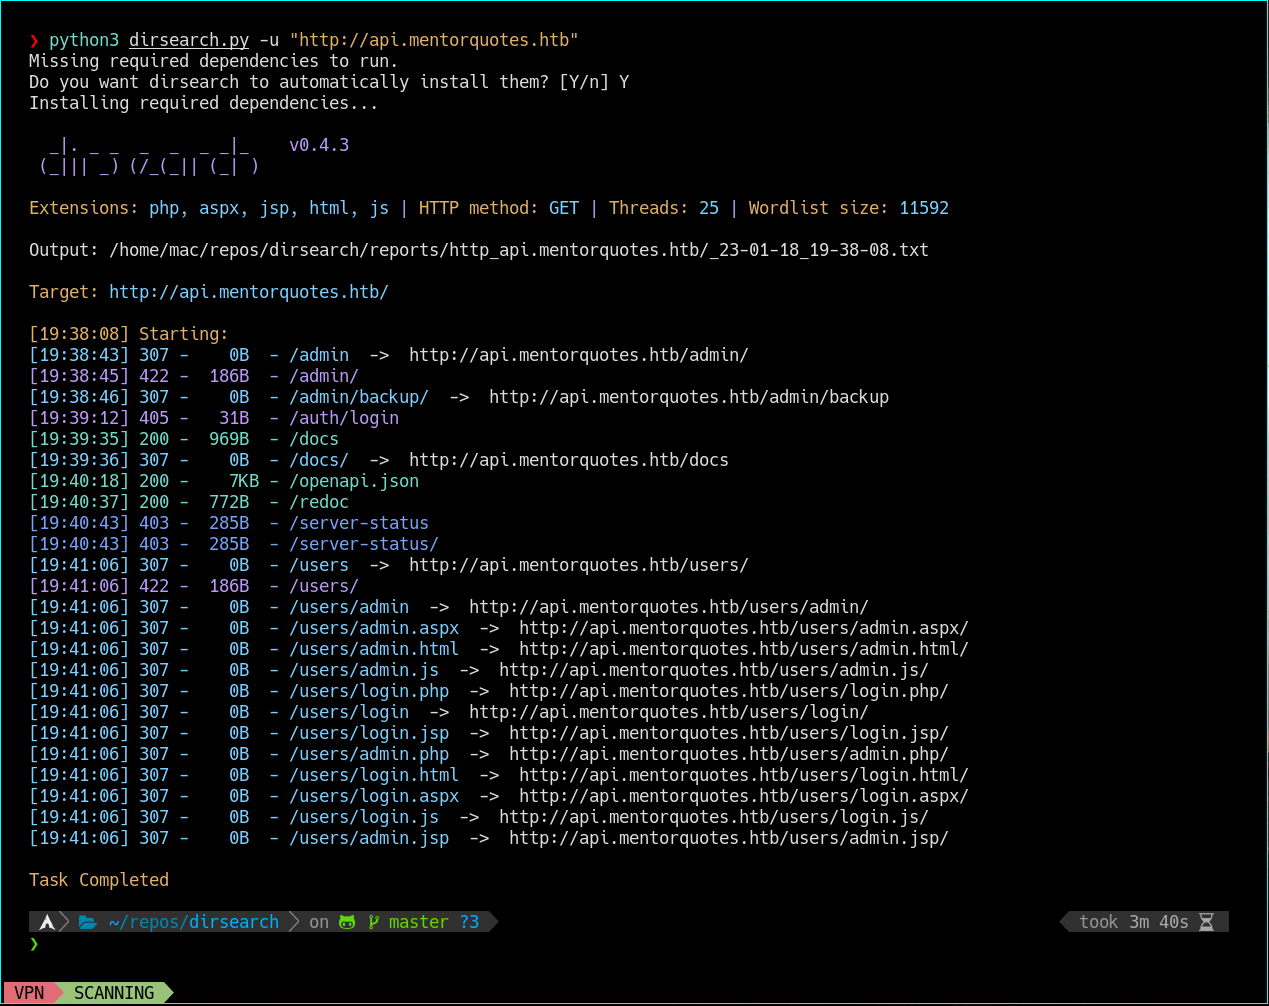 ❯ python3 dirsearch.py -u "http://api.mentorquotes.htb"
Missing required dependencies to run.
Do you want dirsearch to automatically install them? [Y/n] Y
Installing required dependencies...

  _|. _ _  _  _  _ _|_    v0.4.3
 (_||| _) (/_(_|| (_| )

Extensions: php, aspx, jsp, html, js | HTTP method: GET | Threads: 25 | Wordlist size: 11592

Output: /home/mac/repos/dirsearch/reports/http_api.mentorquotes.htb/_23-01-18_19-38-08.txt

Target: http://api.mentorquotes.htb/

[19:38:08] Starting:
[19:38:43] 307 -    0B  - /admin  ->  http://api.mentorquotes.htb/admin/
[19:38:45] 422 -  186B  - /admin/
[19:38:46] 307 -    0B  - /admin/backup/  ->  http://api.mentorquotes.htb/admin/backup
[19:39:12] 405 -   31B  - /auth/login
[19:39:35] 200 -  969B  - /docs
[19:39:36] 307 -    0B  - /docs/  ->  http://api.mentorquotes.htb/docs
[19:40:18] 200 -    7KB - /openapi.json
[19:40:37] 200 -  772B  - /redoc
[19:40:43] 403 -  285B  - /server-status
[19:40:43] 403 -  285B  - /server-status/
[19:41:06] 307 -    0B  - /users  ->  http://api.mentorquotes.htb/users/
[19:41:06] 422 -  186B  - /users/
[19:41:06] 307 -    0B  - /users/admin  ->  http://api.mentorquotes.htb/users/admin/
[19:41:06] 307 -    0B  - /users/admin.aspx  ->  http://api.mentorquotes.htb/users/admin.aspx/
[19:41:06] 307 -    0B  - /users/admin.html  ->  http://api.mentorquotes.htb/users/admin.html/
[19:41:06] 307 -    0B  - /users/admin.js  ->  http://api.mentorquotes.htb/users/admin.js/
[19:41:06] 307 -    0B  - /users/login.php  ->  http://api.mentorquotes.htb/users/login.php/
[19:41:06] 307 -    0B  - /users/login  ->  http://api.mentorquotes.htb/users/login/
[19:41:06] 307 -    0B  - /users/login.jsp  ->  http://api.mentorquotes.htb/users/login.jsp/
[19:41:06] 307 -    0B  - /users/admin.php  ->  http://api.mentorquotes.htb/users/admin.php/
[19:41:06] 307 -    0B  - /users/login.html  ->  http://api.mentorquotes.htb/users/login.html/
[19:41:06] 307 -    0B  - /users/login.aspx  ->  http://api.mentorquotes.htb/users/login.aspx/
[19:41:06] 307 -    0B  - /users/login.js  ->  http://api.mentorquotes.htb/users/login.js/
[19:41:06] 307 -    0B  - /users/admin.jsp  ->  http://api.mentorquotes.htb/users/admin.jsp/

Task Completed

~/repos/dirsearch on master ?3 took 3m 40s
❯
VPN SCANNING